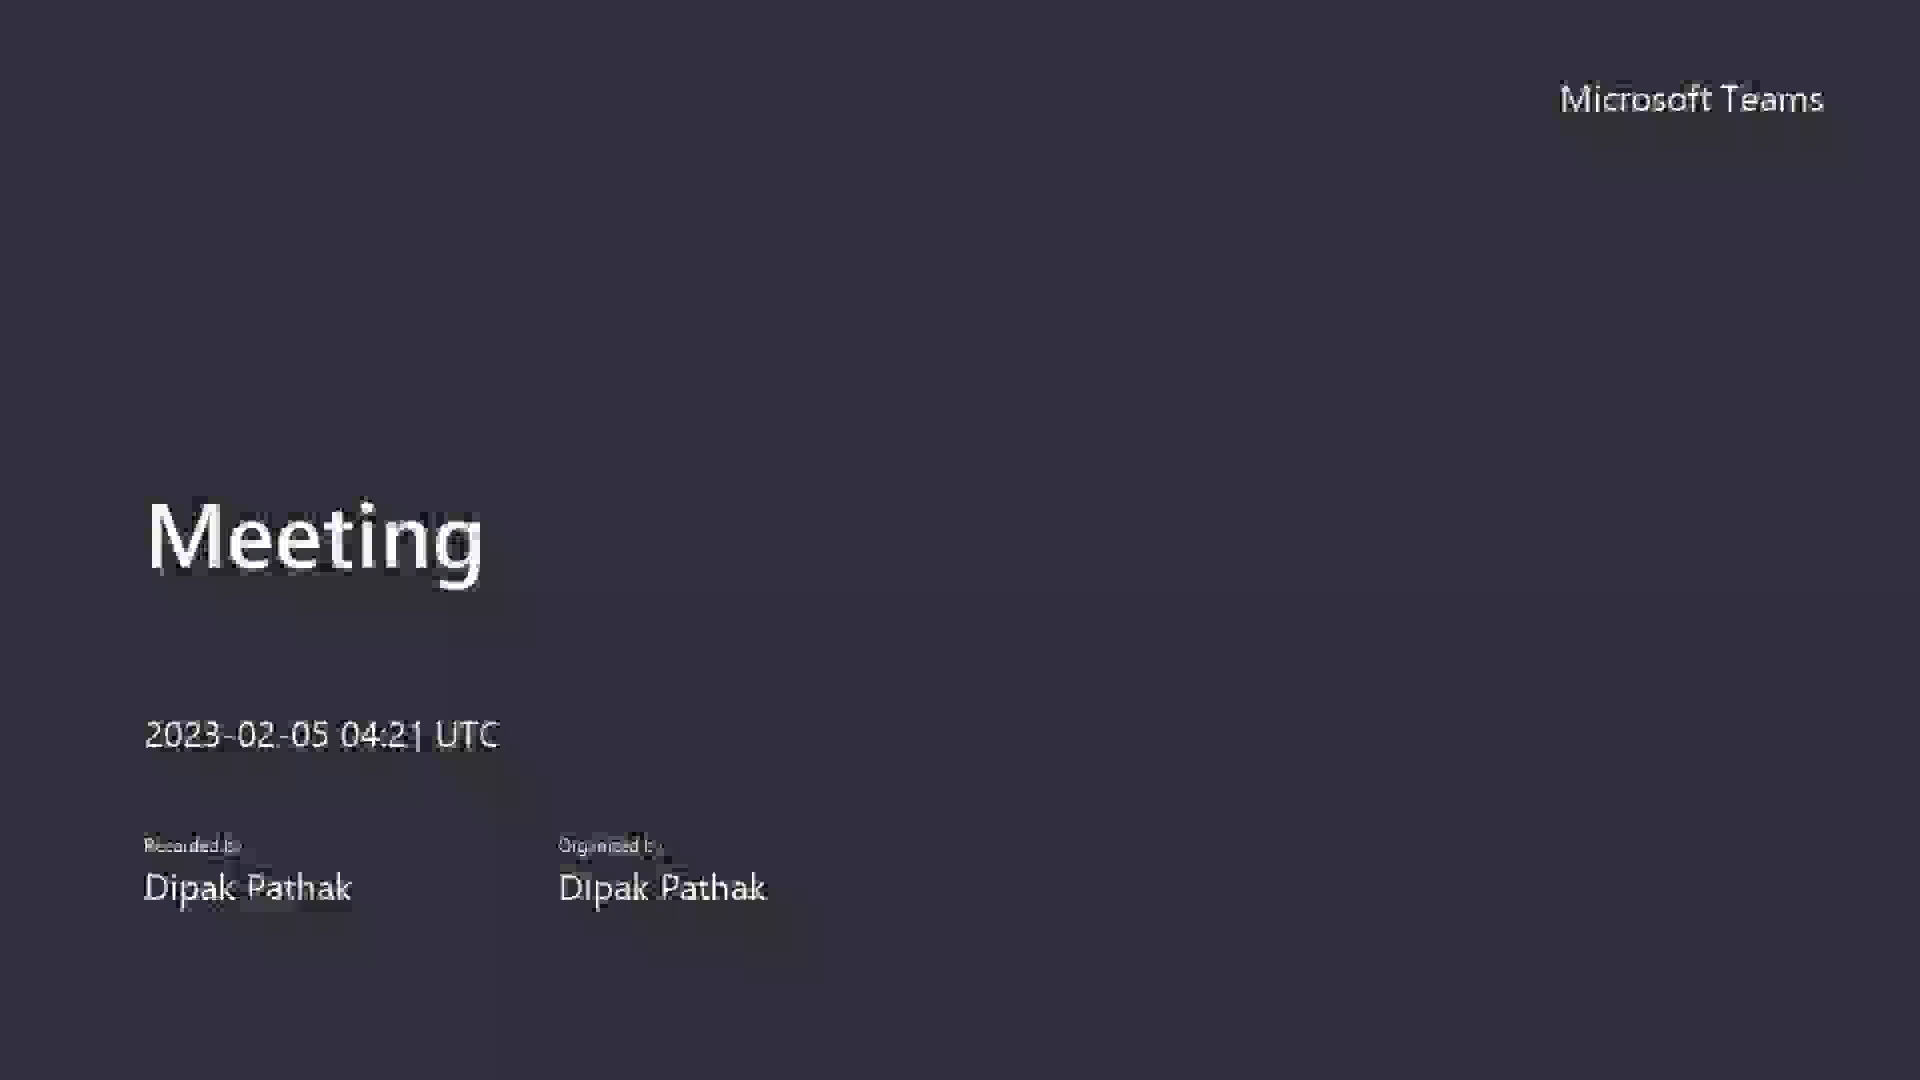 Microsoft Teams
Meeting
2023-02-05 04:21 UTC
Recorded by
Organized by
Dipak Pathak
Dipak Pathak